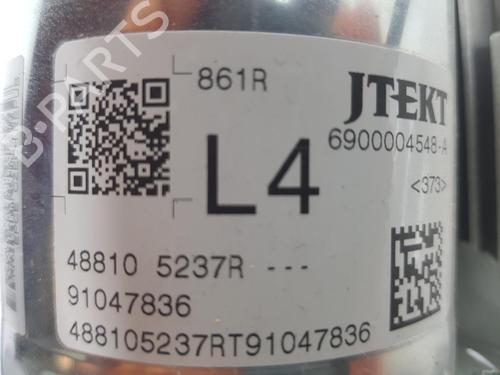 B-PARTS
861R
JTEKT
6900004548-A
L4
<373>
48810 5237R ---
91047836
488105237RT91047836